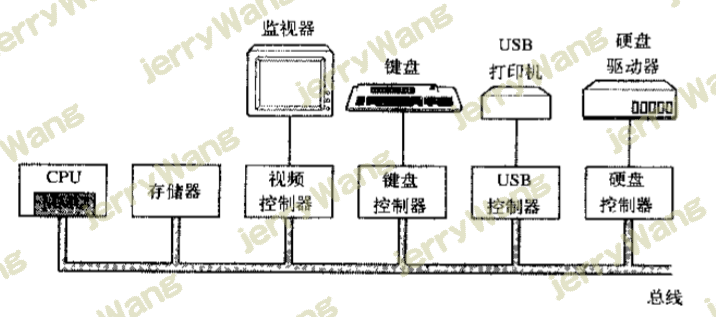 监视器
键盘
USB
打印机
硬盘
驱动器
CPU
存储器
视频
控制器
键盘
控制器
USB
控制器
硬盘
控制器
总线
jerryWang
jerryWang
jerryWang
jerryWang
jerryWang
jerryWang
jerryWang